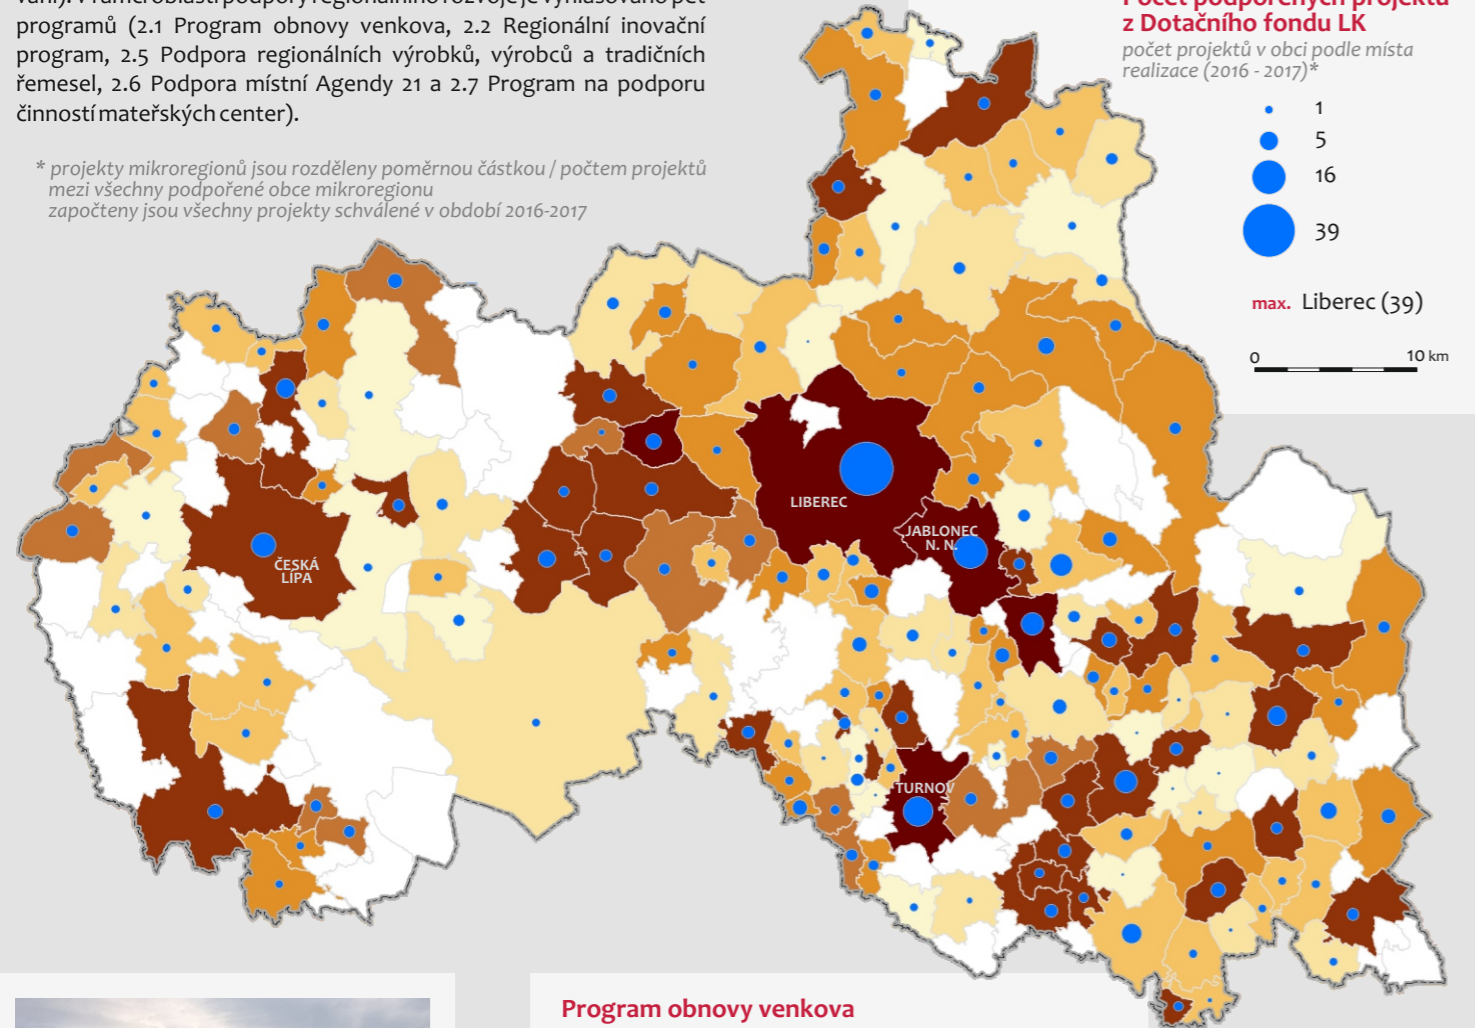 programů (2.1 Program obnovy venkova, 2.2 Regionální inovační
program, 2.5 Podpora regionálních výrobků, výrobců a tradičních
řemesel, 2.6 Podpora místní Agendy 21 a 2.7 Program na podporu
činností mateřských center).
* projekty mikroregionů jsou rozděleny poměrnou částkou / počtem projektů
mezi všechny podpořené obce mikroregionu
započteny jsou všechny projekty schválené v období 2016-2017
Počet podpořených projektů
z Dotačního fondu LK
počet projektů v obci podle místa
realizace (2016 - 2017)*
1
5
16
39
max. Liberec (39)
0 10 km
LIBEREC
JABLONEC
N. N.
ČESKÁ
LÍPA
TURNOV
Program obnovy venkova